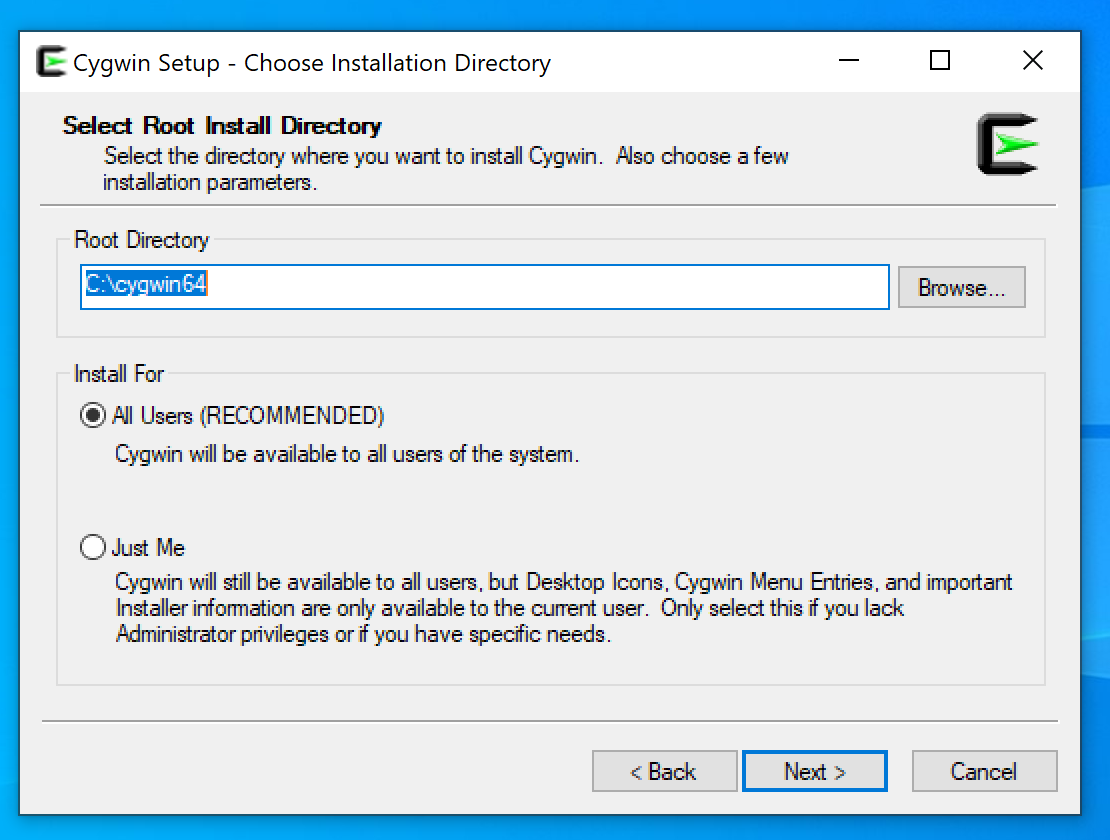 Cygwin Setup - Choose Installation Directory
Select Root Install Directory
Select the directory where you want to install Cygwin.  Also choose a few
installation parameters.
Root Directory
C:\cygwin64
Browse...
Install For
All Users (RECOMMENDED)
Cygwin will be available to all users of the system.
Just Me
Cygwin will still be available to all users, but Desktop Icons, Cygwin Menu Entries, and important
Installer information are only available to the current user.  Only select this if you lack
Administrator privileges or if you have specific needs.
< Back
Next >
Cancel